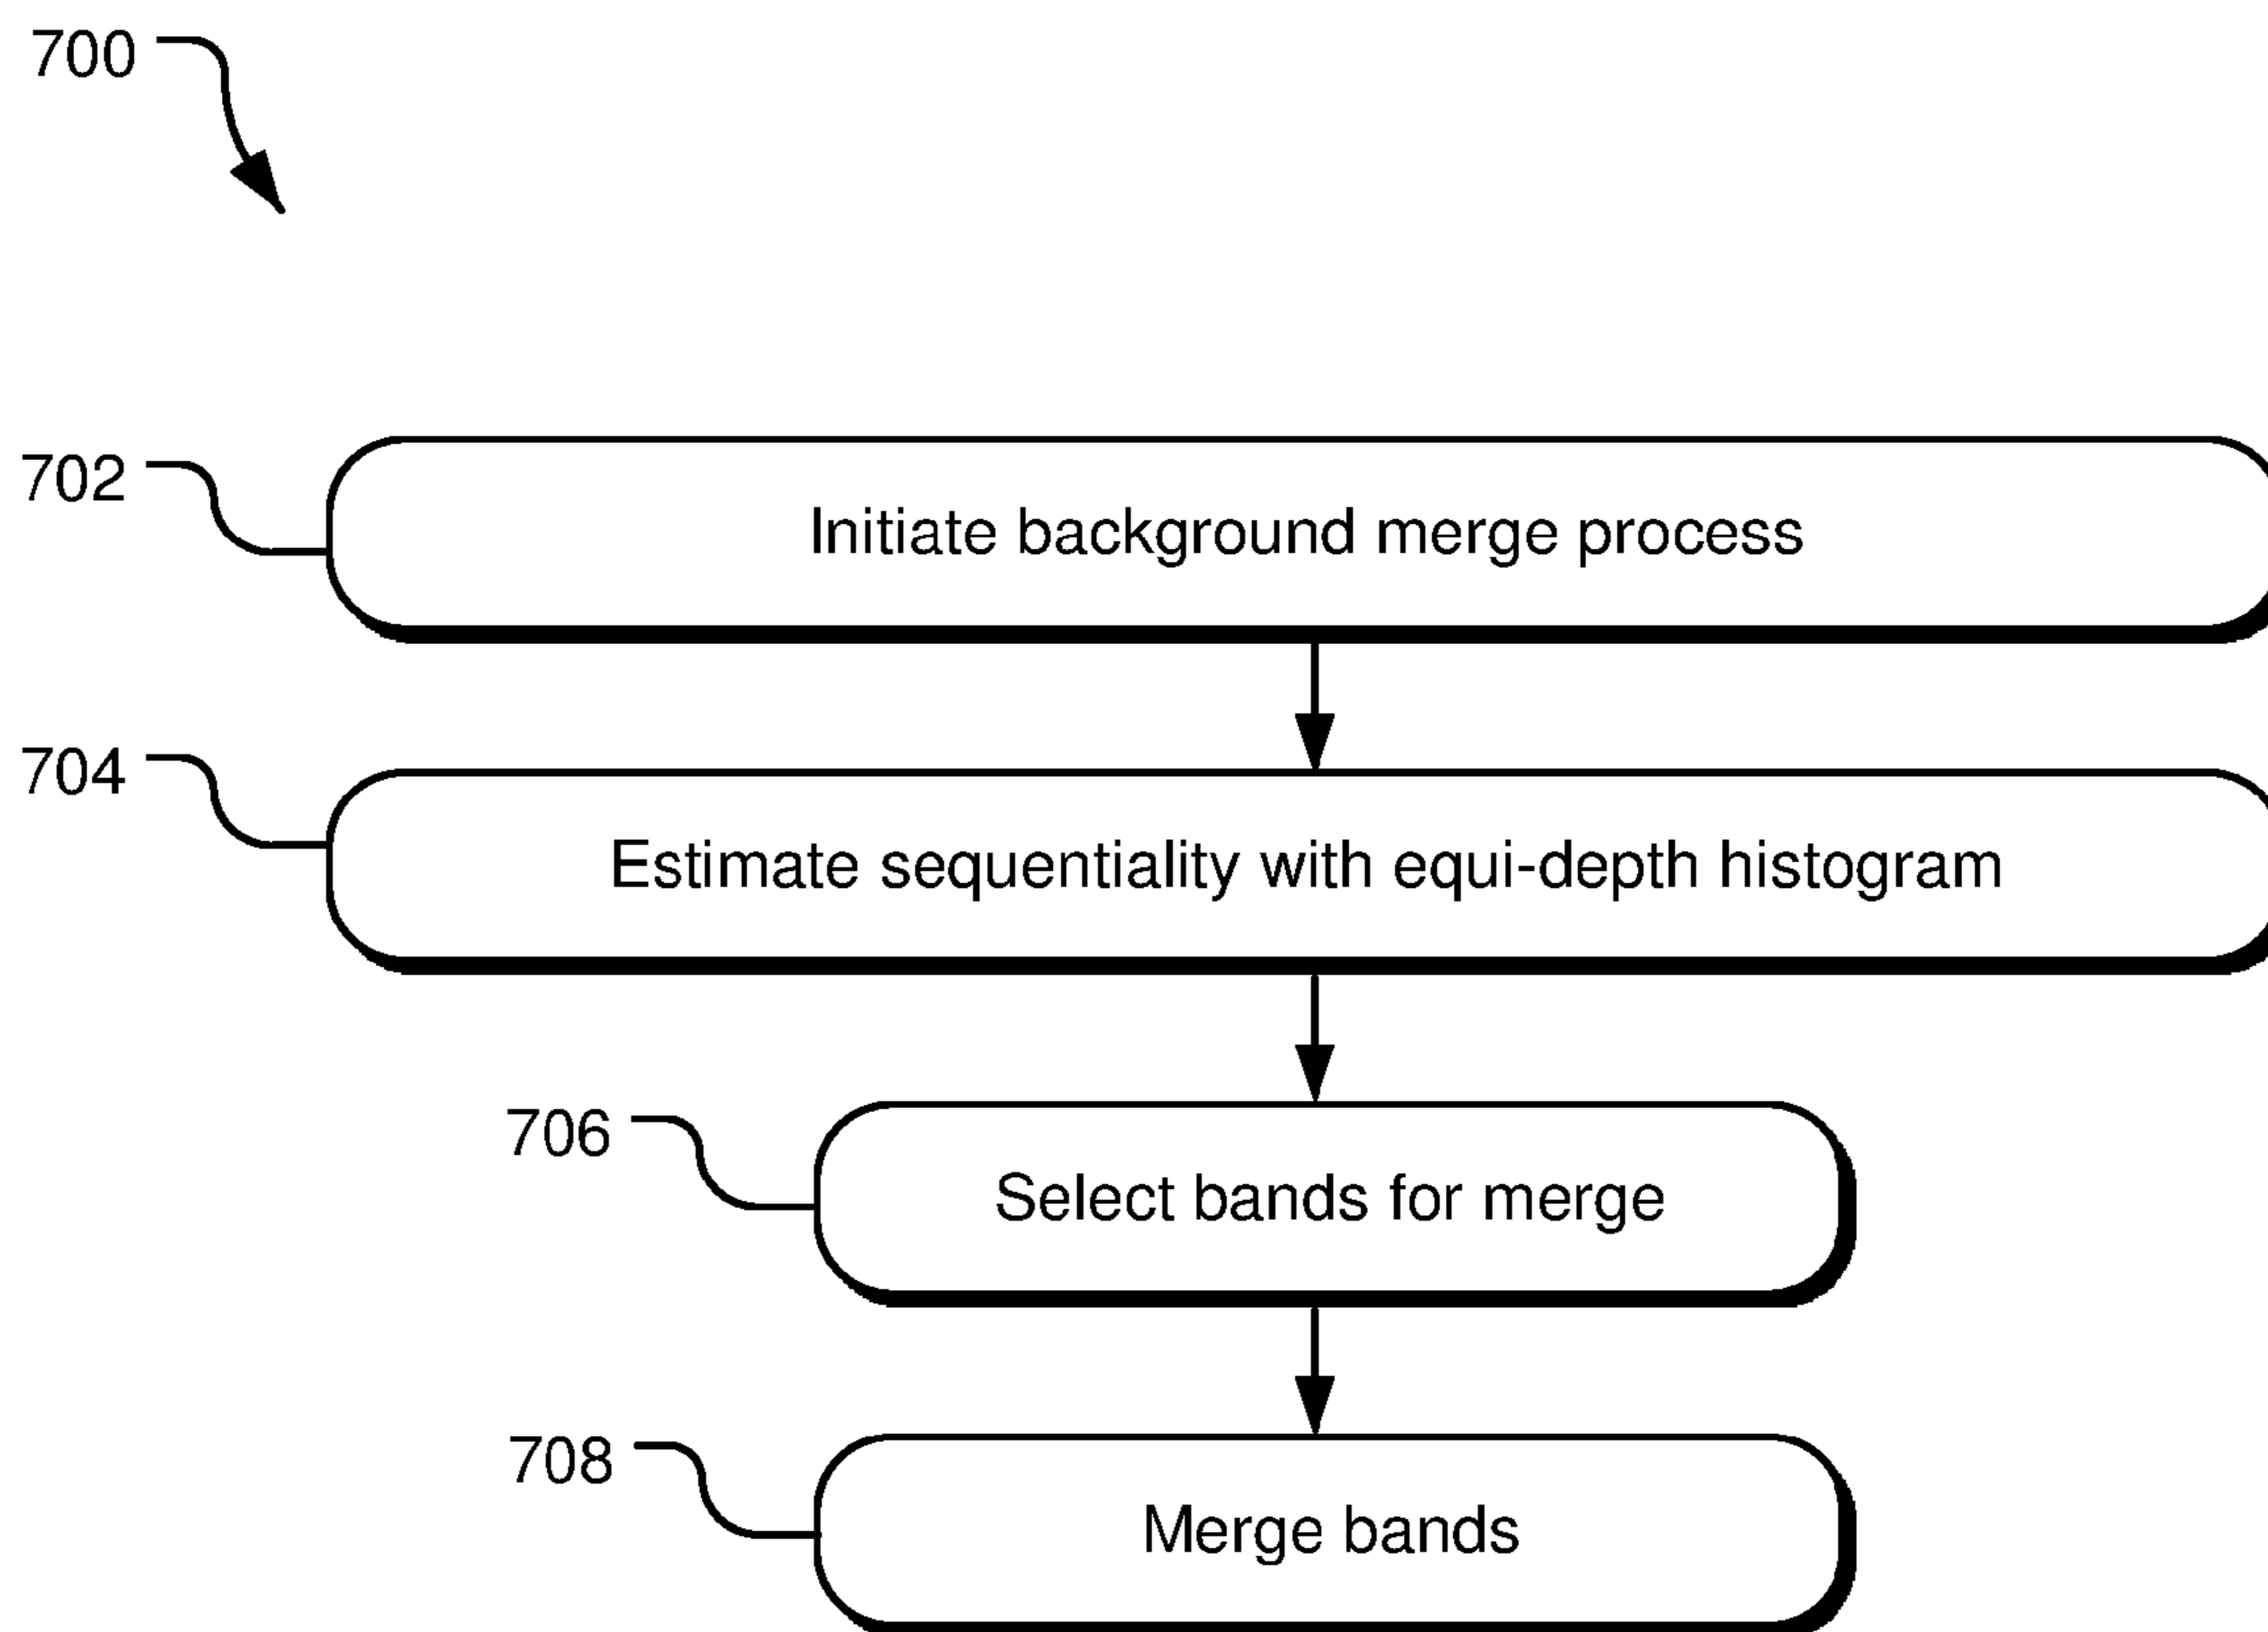 700
702
Initiate background merge process
704
Estimate sequentiality with equi-depth histogram
706
Select bands for merge
708
Merge bands